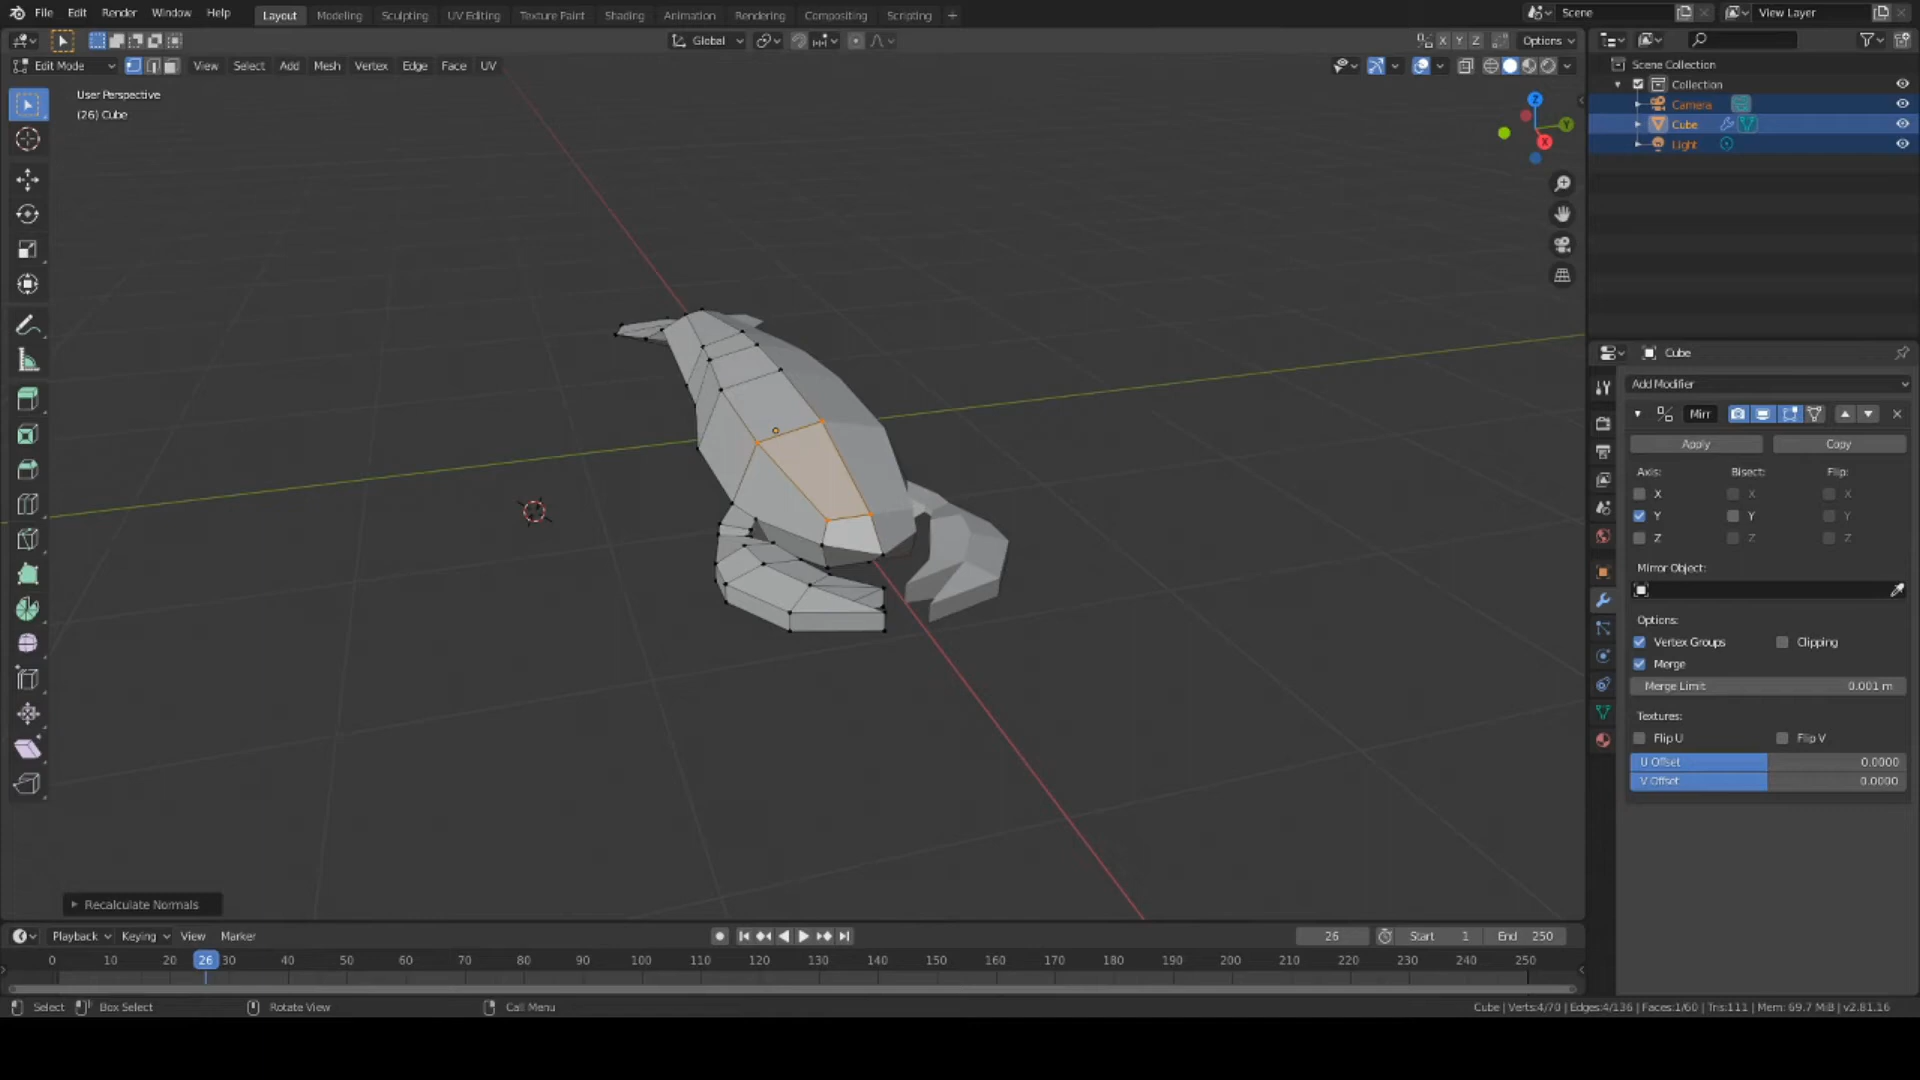 File Edit Render Window Help Layout Modeling Sculpting UV Editing Texture Paint Shading Animation Rendering Compositing Scripting + Scene View Layer
Global X Y Z Options
Edit Mode View Select Add Mesh Vertex Edge Face UV
User Perspective
(26) Cube
Z
Y
X
Scene Collection
Collection
Camera
Cube
Light
Cube
Add Modifier
Mirr
Apply Copy
Axis: Bisect: Flip:
X X X
Y Y Y
Z Z Z
Mirror Object:
Options:
Vertex Groups Clipping
Merge
Merge Limit 0.001 m
Textures:
Flip U Flip V
U Offset 0.0000
V Offset 0.0000
Recalculate Normals
Playback Keying View Marker 26 Start 1 End 250
0 10 20 26 30 40 50 60 70 80 90 100 110 120 130 140 150 160 170 180 190 200 210 220 230 240 250
Select Box Select Rotate View Call Menu Cube | Verts:4/70 | Edges:4/136 | Faces:1/60 | Tris:111 | Mem: 69.7 MiB | v2.81.16